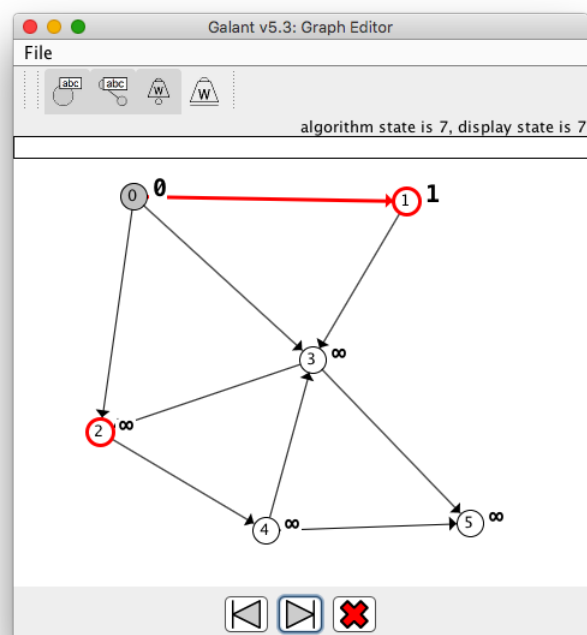 Galant v5.3: Graph Editor
File
abc abc W W
algorithm state is 7, display state is 7
0 0
1 1
3 ∞
2 ∞
4 ∞
5 ∞